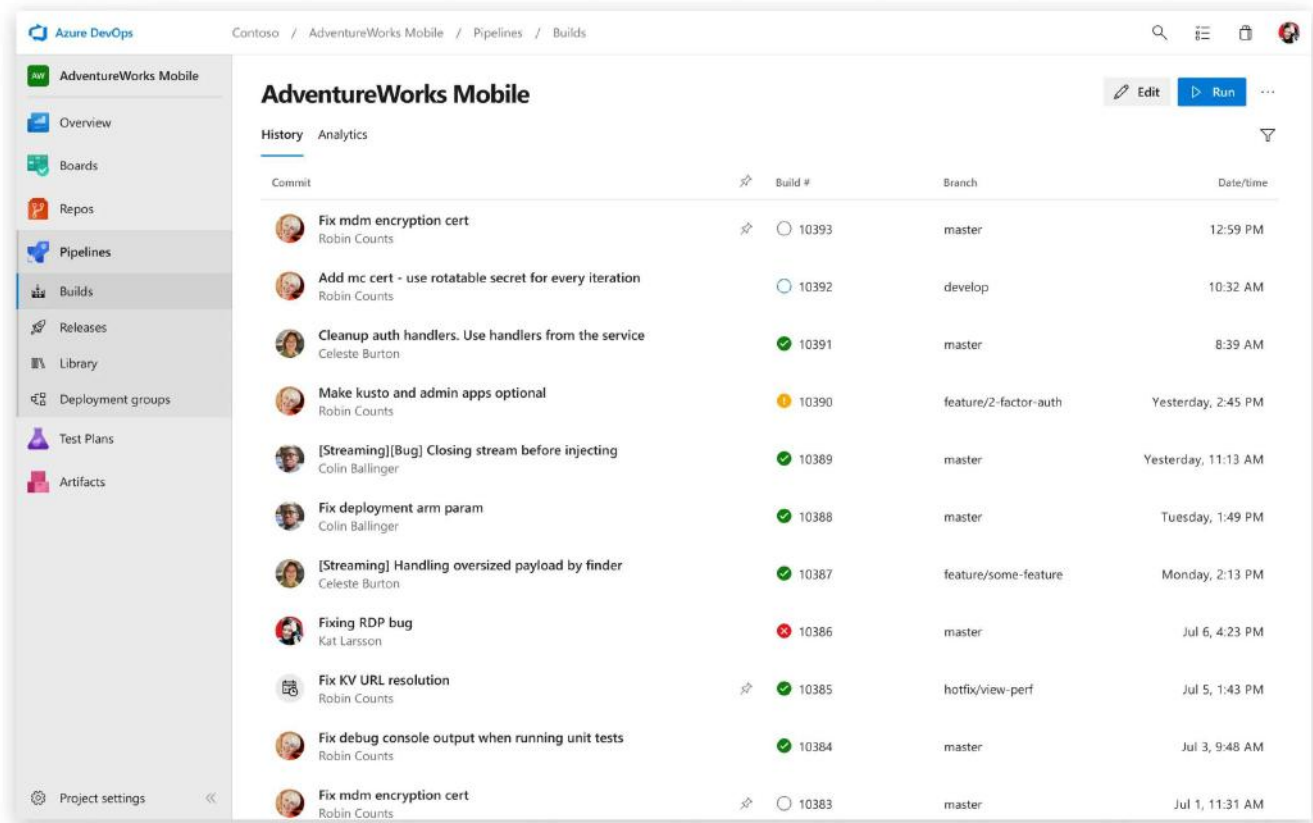 Azure DevOps
Contoso / AdventureWorks Mobile / Pipelines / Builds
AW AdventureWorks Mobile
Overview
Boards
Repos
Pipelines
Builds
Releases
Library
Deployment groups
Test Plans
Artifacts
Project settings
AdventureWorks Mobile
Edit
Run
History Analytics
Commit Build # Branch Date/time
Fix mdm encryption cert
Robin Counts
10393 master 12:59 PM
Add mc cert - use rotatable secret for every iteration
Robin Counts
10392 develop 10:32 AM
Cleanup auth handlers. Use handlers from the service
Celeste Burton
10391 master 8:39 AM
Make kusto and admin apps optional
Robin Counts
10390 feature/2-factor-auth Yesterday, 2:45 PM
[Streaming][Bug] Closing stream before injecting
Colin Ballinger
10389 master Yesterday, 11:13 AM
Fix deployment arm param
Colin Ballinger
10388 master Tuesday, 1:49 PM
[Streaming] Handling oversized payload by finder
Celeste Burton
10387 feature/some-feature Monday, 2:13 PM
Fixing RDP bug
Kat Larsson
10386 master Jul 6, 4:23 PM
Fix KV URL resolution
Robin Counts
10385 hotfix/view-perf Jul 5, 1:43 PM
Fix debug console output when running unit tests
Robin Counts
10384 master Jul 3, 9:48 AM
Fix mdm encryption cert
Robin Counts
10383 master Jul 1, 11:31 AM